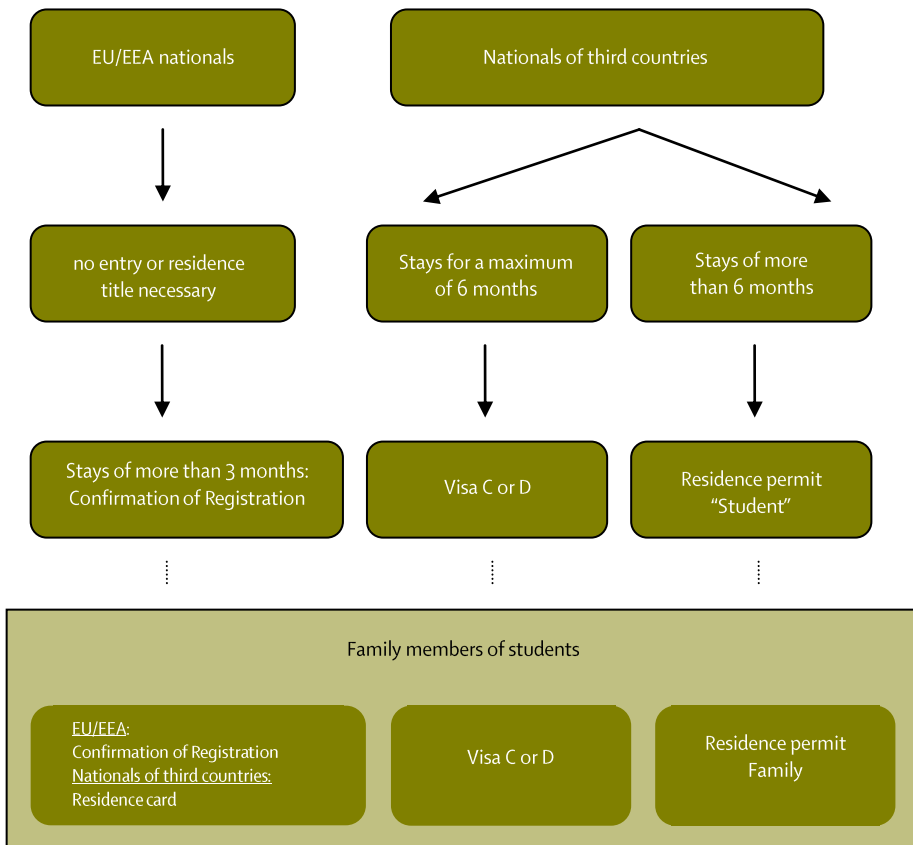 EU/EEA nationals
Nationals of third countries
no entry or residence
title necessary
Stays for a maximum
of 6 months
Stays of more
than 6 months
Stays of more than 3 months:
Confirmation of Registration
Visa C or D
Residence permit
“Student”
Family members of students
EU/EEA:
Confirmation of Registration
Nationals of third countries:
Residence card
Visa C or D
Residence permit
Family